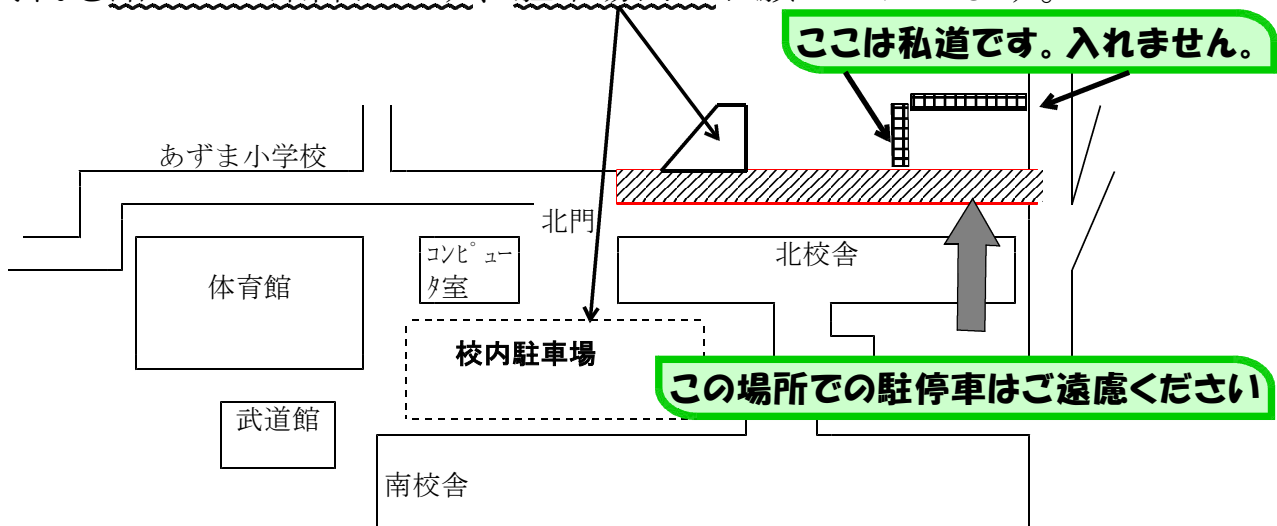 ここは私道です。入れません。
あずま小学校
北門
コンピュー
タ室
北校舎
体育館
校内駐車場
この場所での駐停車はご遠慮ください
武道館
南校舎